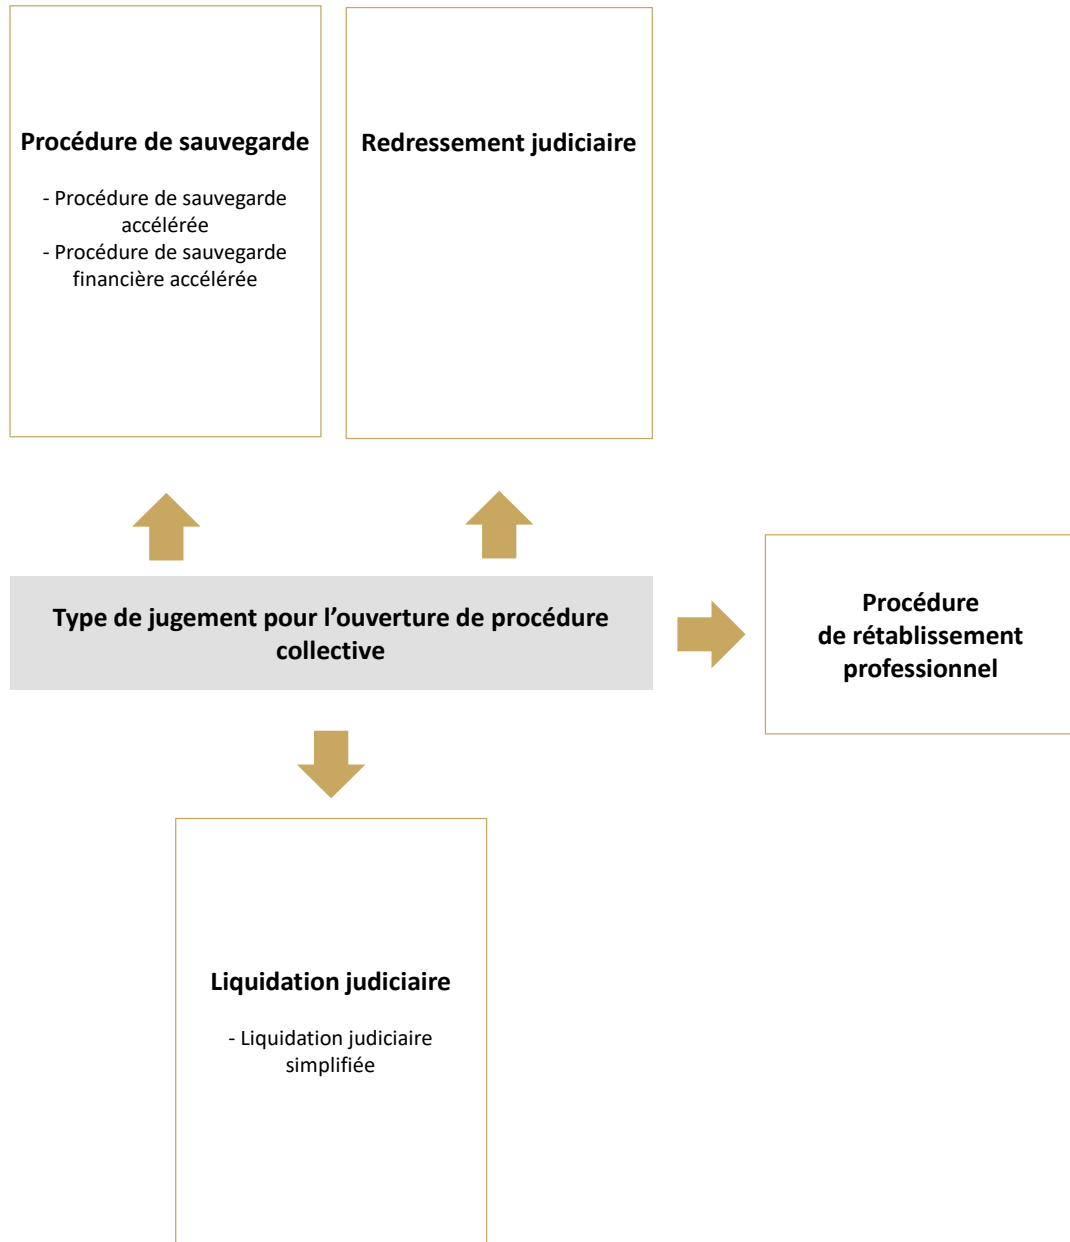 Procédure de sauvegarde
- Procédure de sauvegarde
accélérée
- Procédure de sauvegarde
financière accélérée
Redressement judiciaire
Type de jugement pour l’ouverture de procédure
collective
Procédure
de rétablissement
professionnel
Liquidation judiciaire
- Liquidation judiciaire
simplifiée